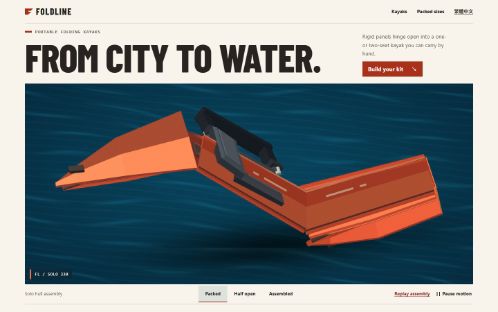 FOLDLINE
Kayaks
Packed sizes
繁體中文
PORTABLE FOLDING KAYAKS
FROM CITY TO WATER.
Rigid panels hinge open into a one-
or two-seat kayak you can carry by
hand.
Build your kit ↘
FL / SOLO 330
Solo hull assembly
Packed
Half open
Assembled
Replay assembly
Pause motion